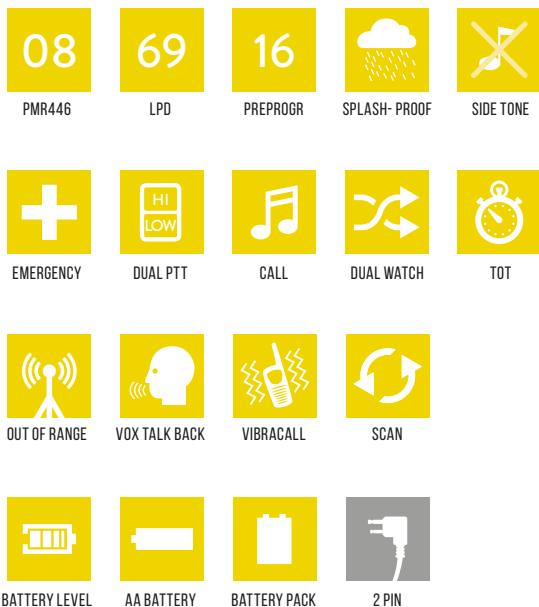 08 69 16
PMR446 LPD PREPROGR SPLASH- PROOF SIDE TONE
HI
LOW
EMERGENCY DUAL PTT CALL DUAL WATCH TOT
OUT OF RANGE VOX TALK BACK VIBRACALL SCAN
BATTERY LEVEL AA BATTERY BATTERY PACK 2 PIN